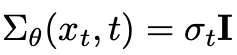 Σθ(xt, t) = σt𝐈